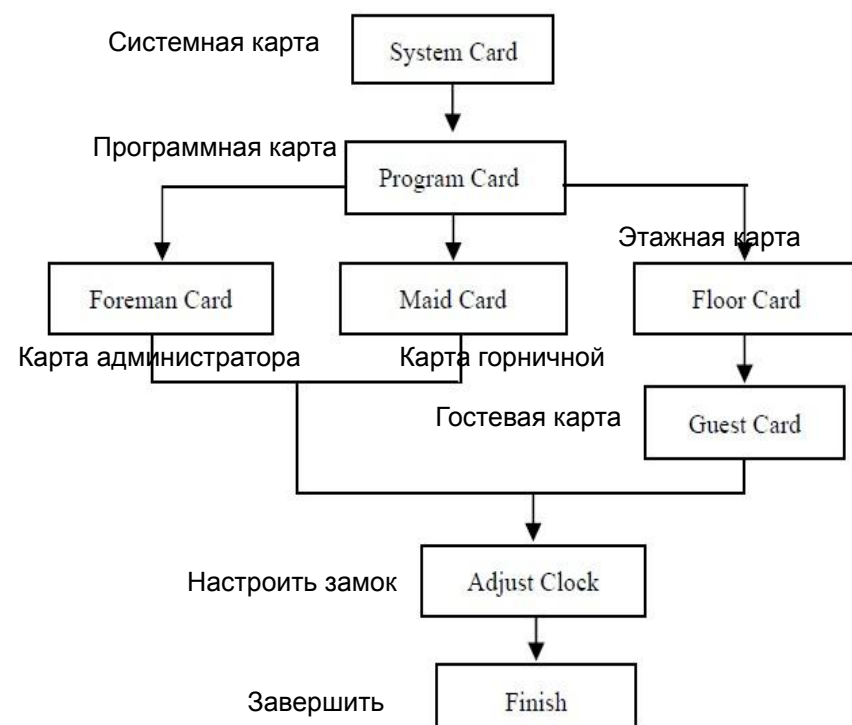 Системная карта
System Card
Программная карта
Program Card
Этажная карта
Foreman Card
Maid Card
Floor Card
Карта администратора
Карта горничной
Гостевая карта
Guest Card
Настроить замок
Adjust Clock
Завершить
Finish